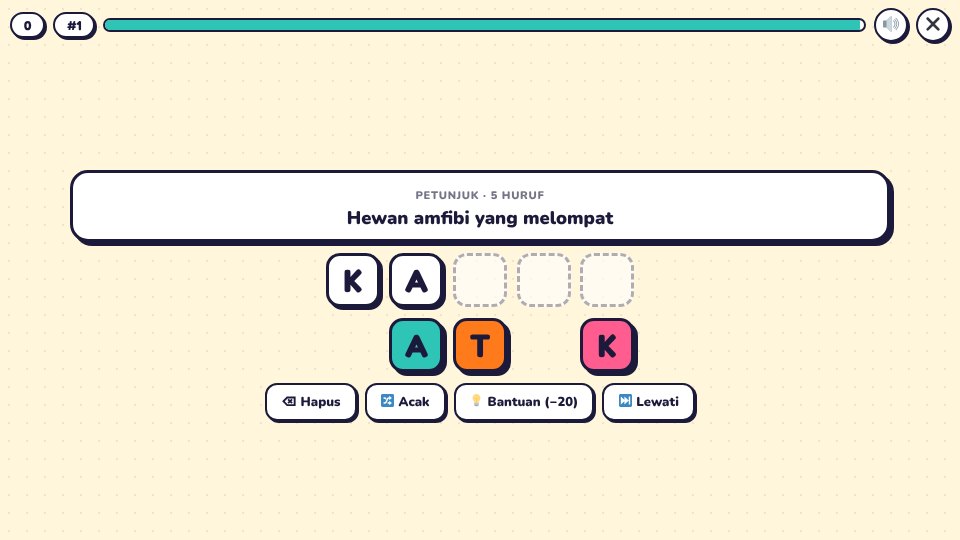 0 #1
PETUNJUK · 5 HURUF
Hewan amfibi yang melompat
K A
A T K
Hapus Acak Bantuan (−20) Lewati